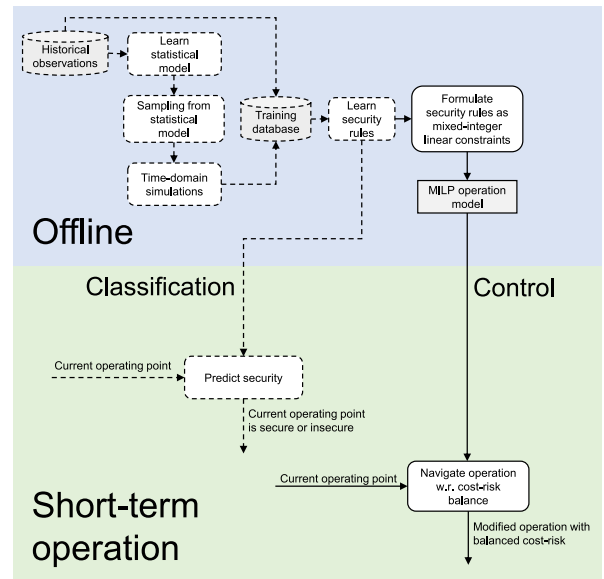 Historical
observations
Learn
statistical
model
Sampling from
statistical
model
Time-domain
simulations
Training
database
Learn
security
rules
Formulate
security rules as
mixed-integer
linear constraints
MILP operation
model
Offline
Classification
Control
Current operating point
Predict security
Current operating point
is secure or insecure
Current operating point
Navigate operation
w.r. cost-risk
balance
Short-term
operation
Modified operation with
balanced cost-risk